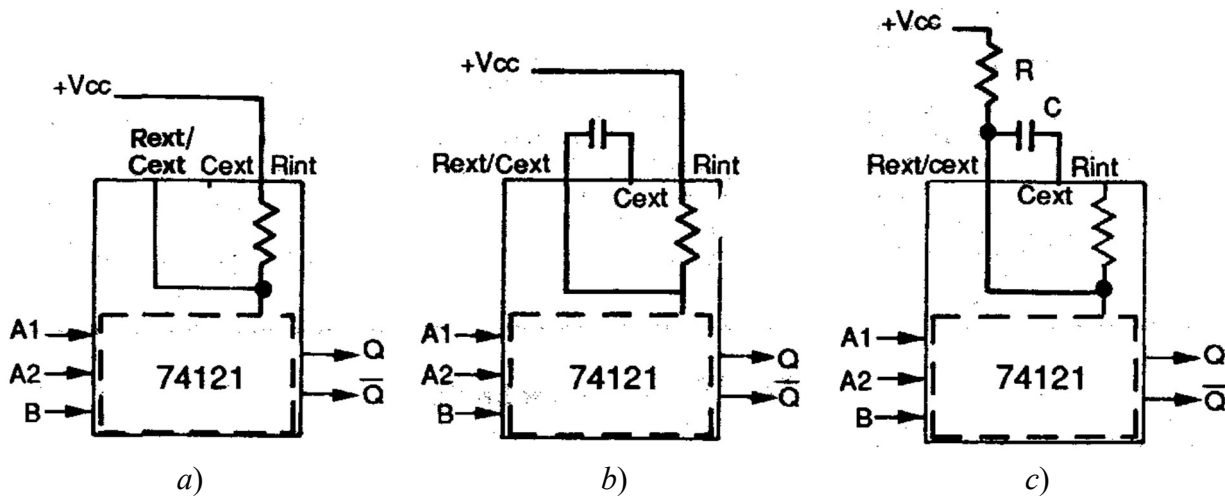 +Vcc
Rext/
Cext
Cext
Rint
A1
A2
B
74121
Q
Q̅
a)
+Vcc
Rext/Cext
Cext
Rint
A1
A2
B
74121
Q
Q̅
b)
+Vcc
R
C
Rext/cext
Cext
Rint
A1
A2
B
74121
Q
Q̅
c)